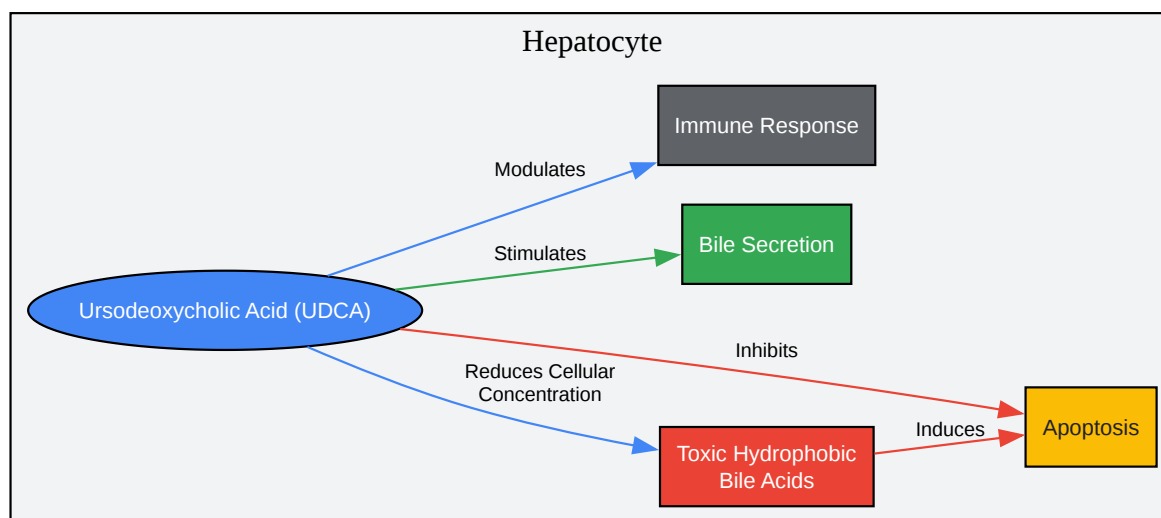 Hepatocyte
Immune Response
Modulates
Bile Secretion
Stimulates
Ursodeoxycholic Acid (UDCA)
Inhibits
Reduces Cellular
Concentration
Apoptosis
Induces
Toxic Hydrophobic
Bile Acids